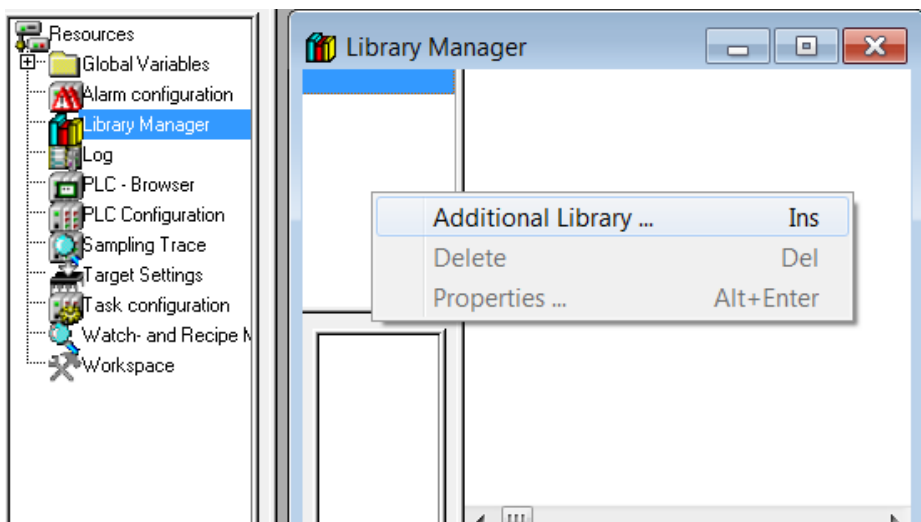 Resources
Global Variables
Alarm configuration
Library Manager
Log
PLC - Browser
PLC Configuration
Sampling Trace
Target Settings
Task configuration
Watch- and Recipe
Workspace
Library Manager
Additional Library ... Ins
Delete Del
Properties ... Alt+Enter